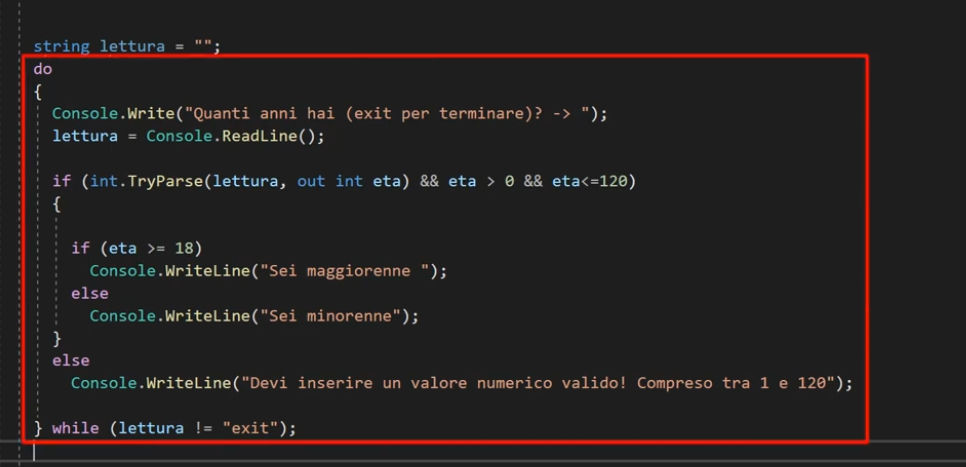 string lettura = "";
do
{
Console.Write("Quanti anni hai (exit per terminare)? -> ");
lettura = Console.ReadLine();
if (int.TryParse(lettura, out int eta) && eta > 0 && eta<=120)
{
if (eta >= 18)
Console.WriteLine("Sei maggiorenne ");
else
Console.WriteLine("Sei minorenne");
}
else
Console.WriteLine("Devi inserire un valore numerico valido! Compreso tra 1 e 120");
} while (lettura != "exit");